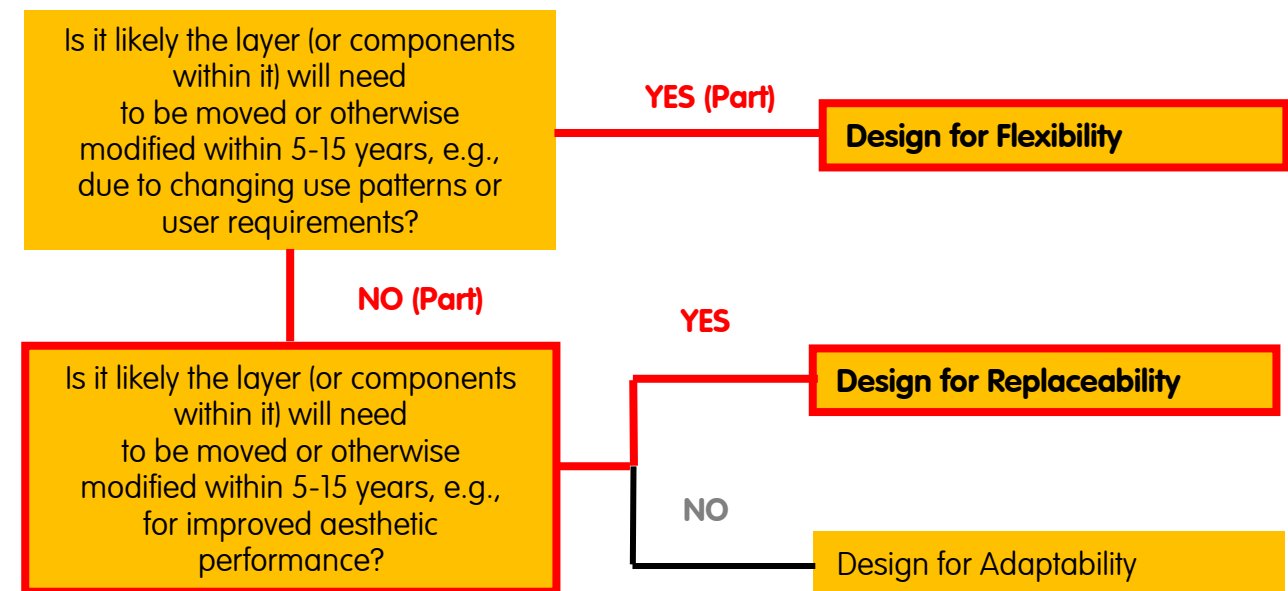 Is it likely the layer (or components
within it) will need
to be moved or otherwise
modified within 5-15 years, e.g.,
due to changing use patterns or
user requirements?
YES (Part)
Design for Flexibility
NO (Part)
Is it likely the layer (or components
within it) will need
to be moved or otherwise
modified within 5-15 years, e.g.,
for improved aesthetic
performance?
YES
Design for Replaceability
NO
Design for Adaptability